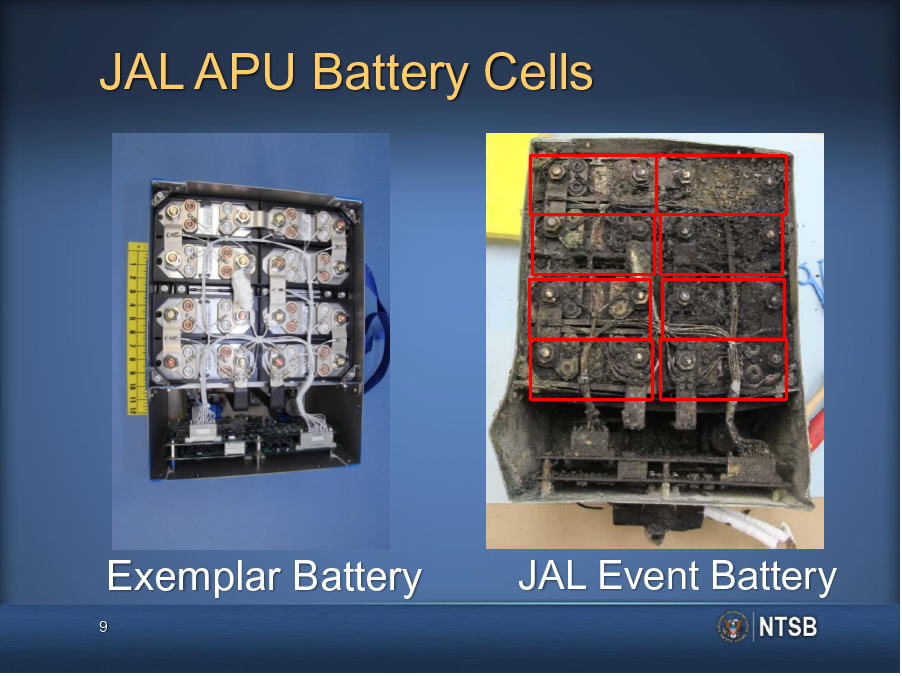 JAL APU Battery Cells
Exemplar Battery
JAL Event Battery
9
NTSB